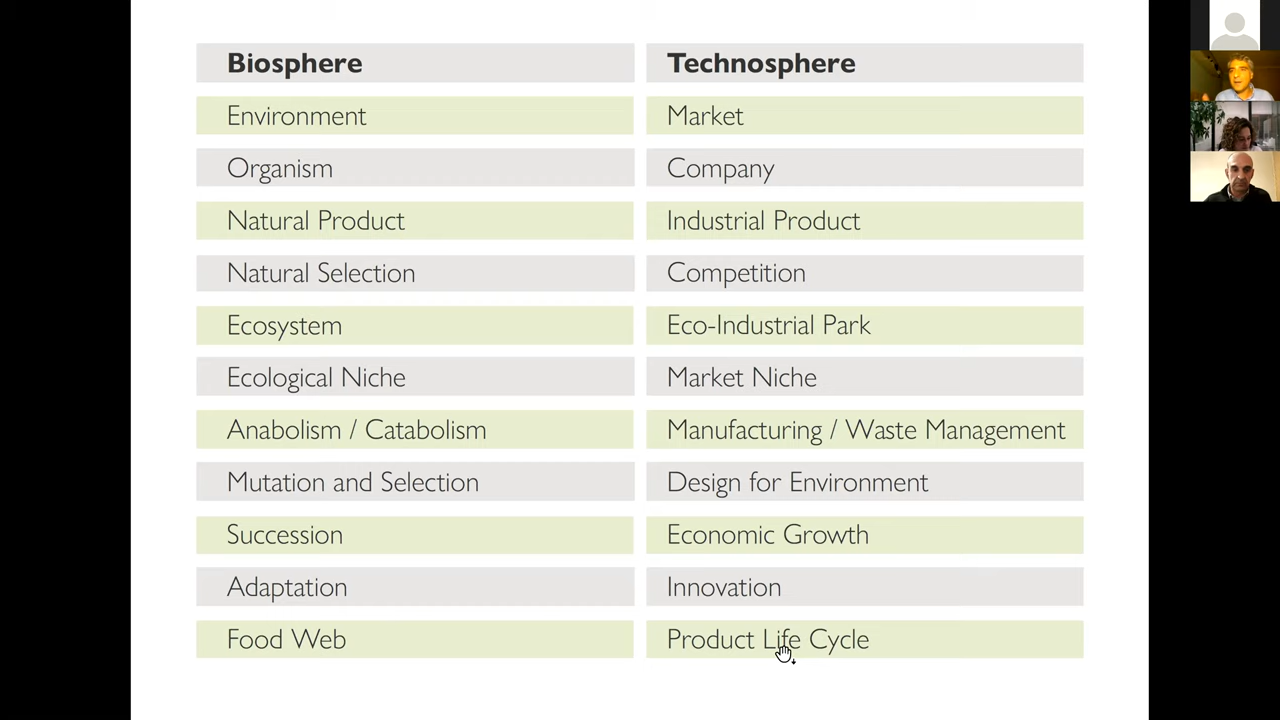 Biosphere Technosphere
Environment Market
Organism Company
Natural Product Industrial Product
Natural Selection Competition
Ecosystem Eco-Industrial Park
Ecological Niche Market Niche
Anabolism / Catabolism Manufacturing / Waste Management
Mutation and Selection Design for Environment
Succession Economic Growth
Adaptation Innovation
Food Web Product Life Cycle